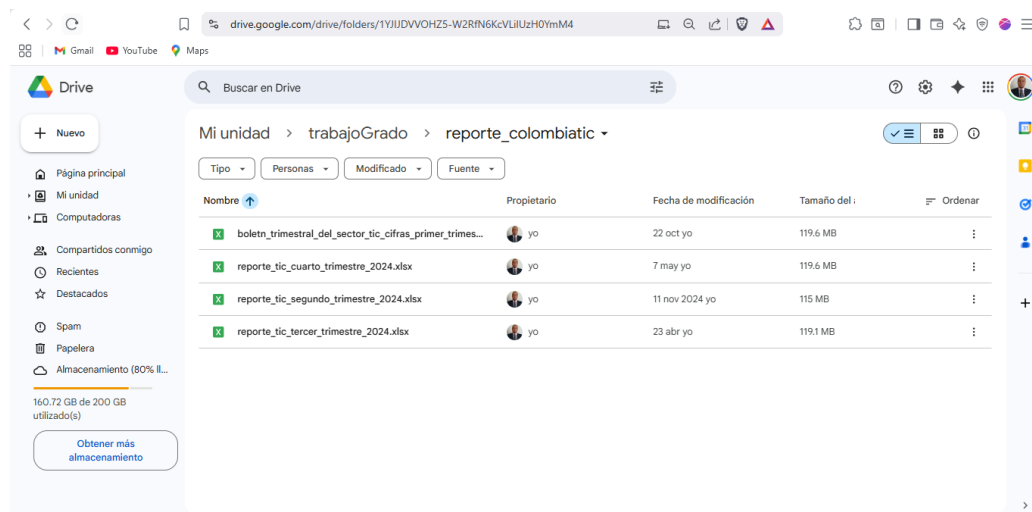 drive.google.com/drive/folders/1YJIJDVVOHZ5-W2RfN6KcVLiIUzH0YmM4
Gmail YouTube Maps
Drive
Buscar en Drive
Nuevo
Mi unidad > trabajoGrado > reporte_colombiatic
Tipo Personas Modificado Fuente
Página principal
Mi unidad
Computadoras
Compartidos conmigo
Recientes
Destacados
Spam
Papelera
Almacenamiento (80% ll...
160.72 GB de 200 GB
utilizado(s)
Obtener más
almacenamiento
Nombre Propietario Fecha de modificación Tamaño del Ordenar
boletn_trimestral_del_sector_tic_cifras_primer_trimes... yo 22 oct yo 119.6 MB
reporte_tic_cuarto_trimestre_2024.xlsx yo 7 may yo 119.6 MB
reporte_tic_segundo_trimestre_2024.xlsx yo 11 nov 2024 yo 115 MB
reporte_tic_tercer_trimestre_2024.xlsx yo 23 abr yo 119.1 MB